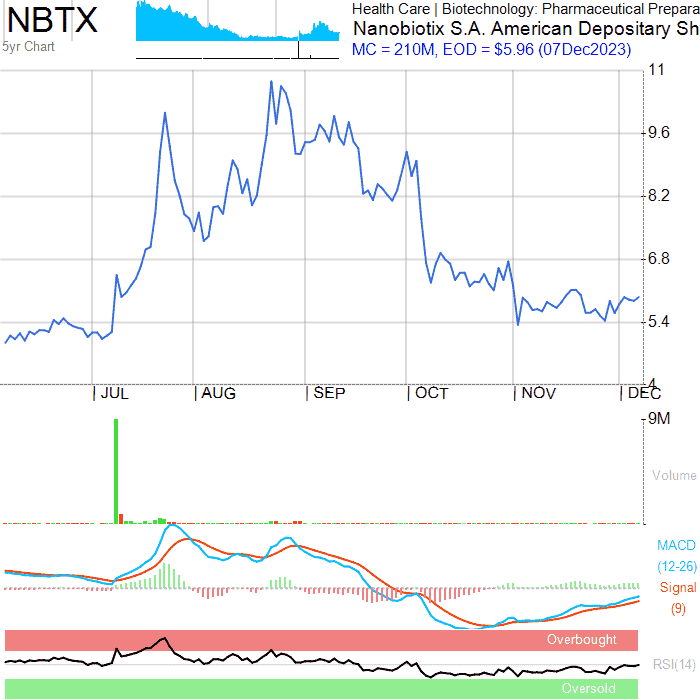 NBTX
5yr Chart
Health Care | Biotechnology: Pharmaceutical Prepara
Nanobiotix S.A. American Depositary Sh
MC = 210M, EOD = $5.96 (07Dec2023)
11
9.6
8.2
6.8
5.4
4
JUL AUG SEP OCT NOV DEC
9M
Volume
MACD
(12-26)
Signal
(9)
Overbought
RSI(14)
Oversold